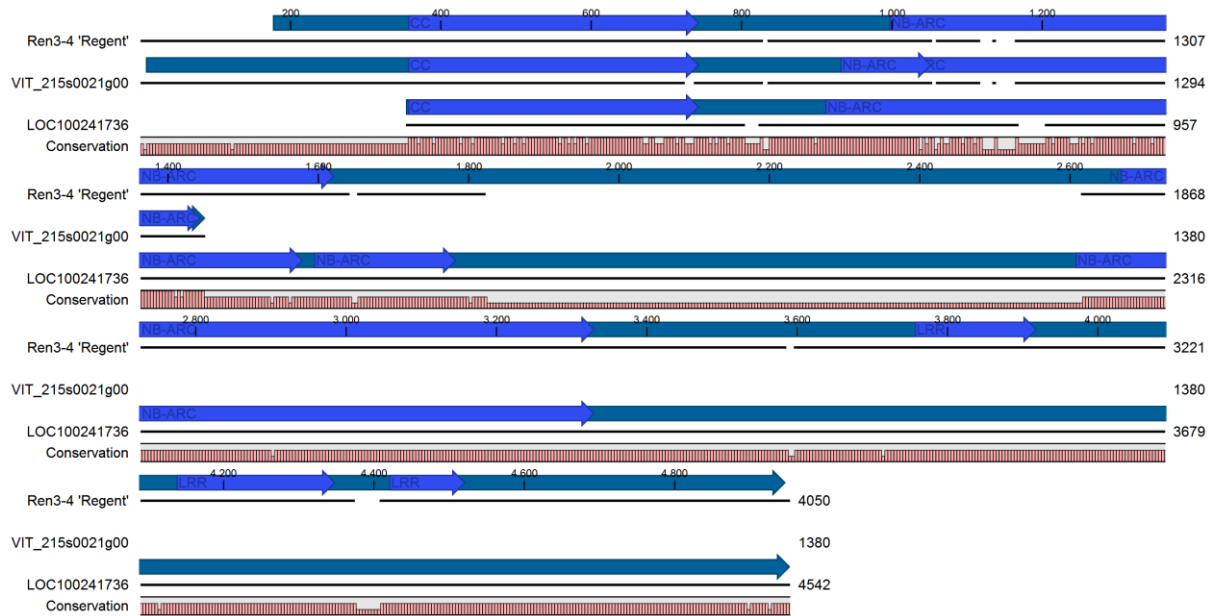 200 400 600 800 1.000 1.200
CC NB-ARC
Ren3-4 'Regent' 1307
CC NB-ARC RC
VIT_215s0021g00 1294
CC NB-ARC
LOC100241736 957
Conservation
1.400 1.600 1.800 2.000 2.200 2.400 2.600
NB-ARC NB-ARC
Ren3-4 'Regent' 1868
NB-ARC
VIT_215s0021g00 1380
NB-ARC NB-ARC NB-ARC
LOC100241736 2316
Conservation
2.800 3.000 3.200 3.400 3.600 3.800 4.000
NB-ARC LRR
Ren3-4 'Regent' 3221
VIT_215s0021g00 1380
NB-ARC
LOC100241736 3679
Conservation
4.200 4.400 4.600 4.800
LRR LRR
Ren3-4 'Regent' 4050
VIT_215s0021g00 1380
LOC100241736 4542
Conservation